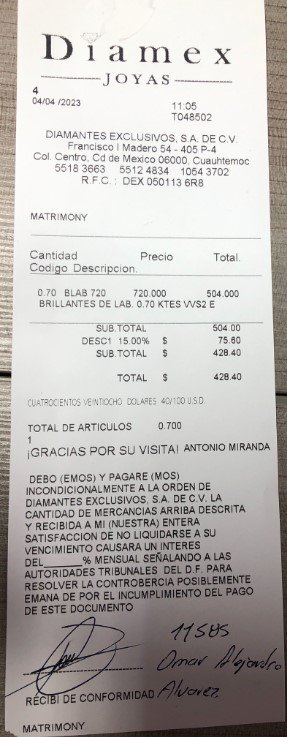 Diamex
JOYAS
4
04/04 /2023
11:05
T048502
DIAMANTES EXCLUSIVOS, S.A. DE C.V.
Francisco I Madero 54 - 405 P-4
Col. Centro, Cd de Mexico 06000, Cuauhtemoc
5518 3663 5512 4834 1054 3702
R.F.C. : DEX 050113 6R8
MATRIMONY
Cantidad Precio Total.
Codigo Descripcion.
0.70 BLAB 720 720.000 504.000
BRILLANTES DE LAB. 0.70 KTES VVS2 E
SUB.TOTAL 504.00
DESC1 15.00% $ 75.60
SUB.TOTAL $ 428.40
TOTAL $ 428.40
CUATROCIENTOS VEINTIOCHO DOLARES 40/100 U.S.D.
TOTAL DE ARTICULOS 0.700
1
¡GRACIAS POR SU VISITA! ANTONIO MIRANDA
DEBO (EMOS) Y PAGARE (MOS)
INCONDICIONALMENTE A LA ORDEN DE
DIAMANTES EXCLUSIVOS, S.A. DE C.V. LA
CANTIDAD DE MERCANCIAS ARRIBA DESCRITA
Y RECIBIDA A MI (NUESTRA) ENTERA
SATISFACCION DE NO LIQUIDARSE A SU
VENCIMIENTO CAUSARA UN INTERES
DEL______% MENSUAL SEÑALANDO A LAS
AUTORIDADES TRIBUNALES DEL D.F. PARA
RESOLVER LA CONTROBERCIA POSIBLEMENTE
EMANA DE POR EL INCUMPLIMIENTO DEL PAGO
DE ESTE DOCUMENTO
11585
Omar Alejandro
RECIBI DE CONFORMIDAD Alvarez
MATRIMONY